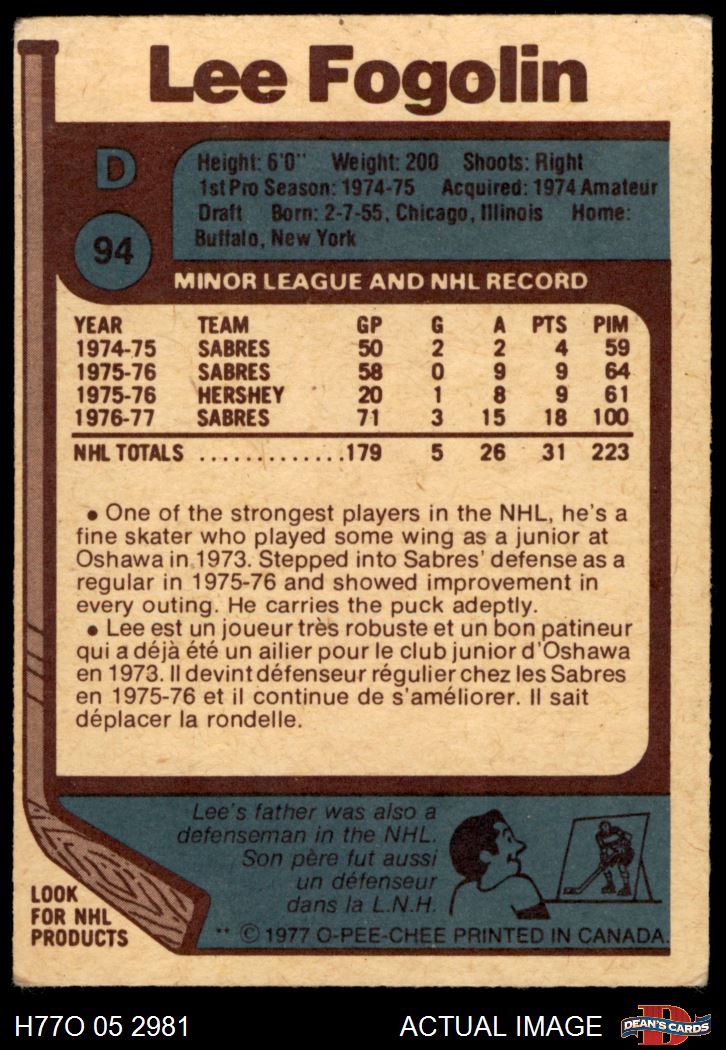 Lee Fogolin
D
Height: 6'0" Weight: 200 Shoots: Right
1st Pro Season: 1974-75 Acquired: 1974 Amateur
Draft Born: 2-7-55, Chicago, Illinois Home:
Buffalo, New York
94
MINOR LEAGUE AND NHL RECORD
YEAR TEAM GP G A PTS PIM
1974-75 SABRES 50 2 2 4 59
1975-76 SABRES 58 0 9 9 64
1975-76 HERSHEY 20 1 8 9 61
1976-77 SABRES 71 3 15 18 100
NHL TOTALS .............179 5 26 31 223
• One of the strongest players in the NHL, he's a
fine skater who played some wing as a junior at
Oshawa in 1973. Stepped into Sabres' defense as a
regular in 1975-76 and showed improvement in
every outing. He carries the puck adeptly.
• Lee est un joueur très robuste et un bon patineur
qui a déjà été un ailier pour le club junior d'Oshawa
en 1973. Il devint défenseur régulier chez les Sabres
en 1975-76 et il continue de s'améliorer. Il sait
déplacer la rondelle.
Lee's father was also a
defenseman in the NHL.
Son père fut aussi
un défenseur
dans la L.N.H.
LOOK
FOR NHL
PRODUCTS
** © 1977 O-PEE-CHEE PRINTED IN CANADA.
H77O 05 2981 ACTUAL IMAGE
D
DEAN'S CARDS